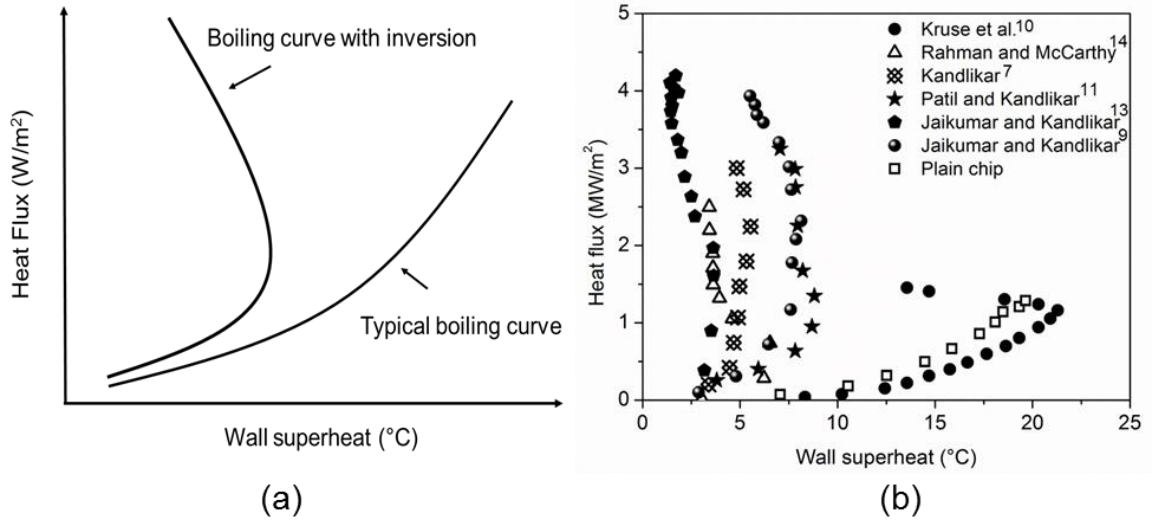 Boiling curve with inversion
Typical boiling curve
Heat Flux (W/m²)
Wall superheat (°C)
(a)
5
4
3
2
1
0
0
5
10
15
20
25
Heat flux (MW/m²)
Wall superheat (°C)
Kruse et al.¹⁰
Rahman and McCarthy¹⁴
Kandlikar⁷
Patil and Kandlikar¹¹
Jaikumar and Kandlikar¹³
Jaikumar and Kandlikar⁹
Plain chip
(b)